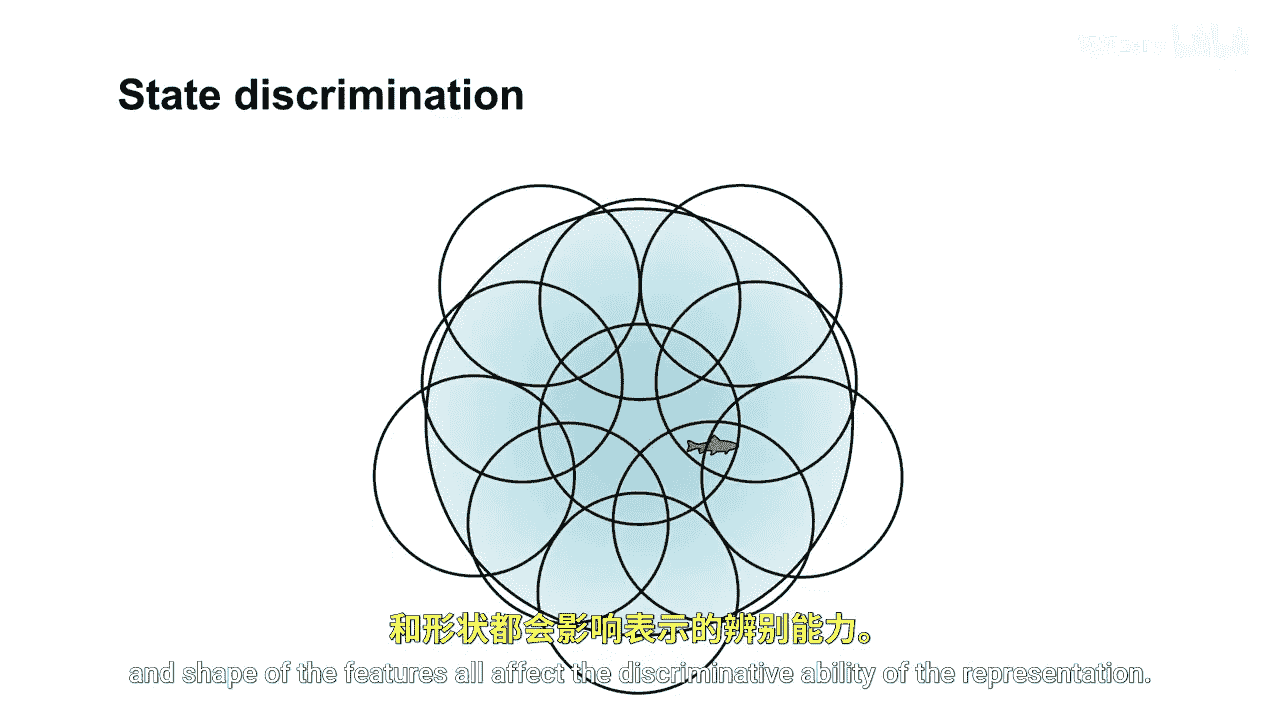 State discrimination
和形状都会影响表示的辨别能力。
and shape of the features all affect the discriminative ability of the representation.